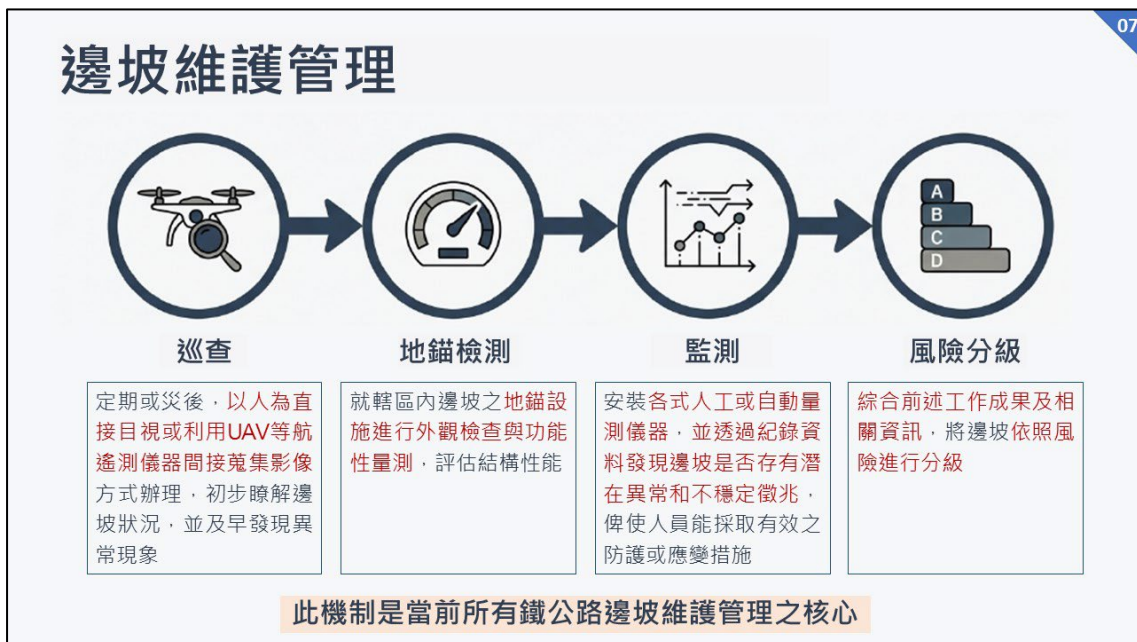 07
邊坡維護管理
A
B
C
D
巡查
地錨檢測
監測
風險分級
定期或災後，以人為直
接目視或利用UAV等航
遙測儀器間接蒐集影像
方式辦理，初步瞭解邊
坡狀況，並及早發現異
常現象
就轄區內邊坡之地錨設
施進行外觀檢查與功能
性量測，評估結構性能
安裝各式人工或自動量
測儀器，並透過紀錄資
料發現邊坡是否存有潛
在異常和不穩定徵兆，
俾使人員能採取有效之
防護或應變措施
綜合前述工作成果及相
關資訊，將邊坡依照風
險進行分級
此機制是當前所有鐵公路邊坡維護管理之核心